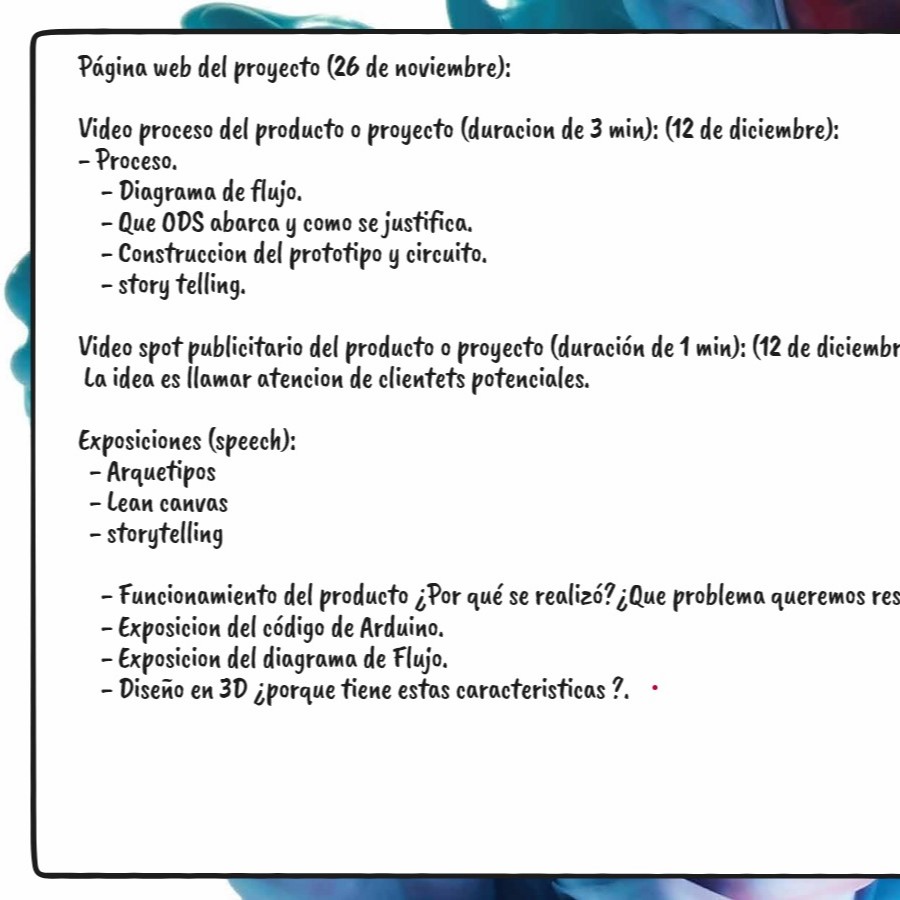 Página web del proyecto (26 de noviembre):
Video proceso del producto o proyecto (duracion de 3 min): (12 de diciembre):
- Proceso.
- Diagrama de flujo.
- Que ODS abarca y como se justifica.
- Construccion del prototipo y circuito.
- story telling.
Video spot publicitario del producto o proyecto (duración de 1 min): (12 de
La idea es llamar atencion de clientets potenciales.
Exposiciones (speech):
- Arquetipos
- Lean canvas
- storytelling
- Funcionamiento del producto ¿Por qué se realizó? ¿Que problema queremos
- Exposicion del código de Arduino.
- Exposicion del diagrama de Flujo.
- Diseño en 3D ¿porque tiene estas caracteristicas ?.